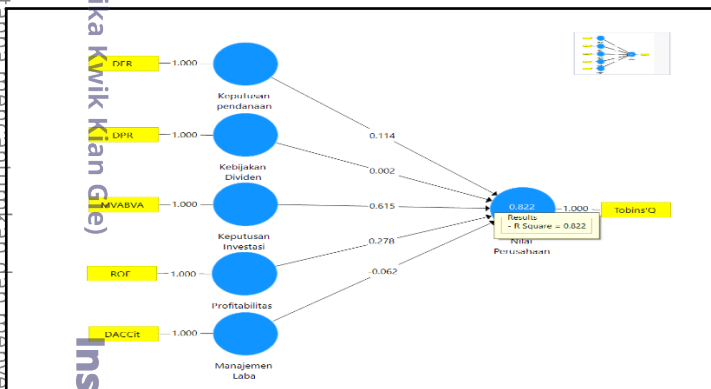 DER
1.000
Keputusan
pendanaan
0.114
DPR
1.000
Kebijakan
Dividen
0.002
MVABVA
1.000
Keputusan
Investasi
0.615
ROE
1.000
Profitabilitas
0.278
DACCit
1.000
Manajemen
Laba
-0.062
0.822
Results
- R Square = 0.822
Nilai
Perusahaan
1.000
Tobins'Q
ika Kwik Kian Gie)
Ins